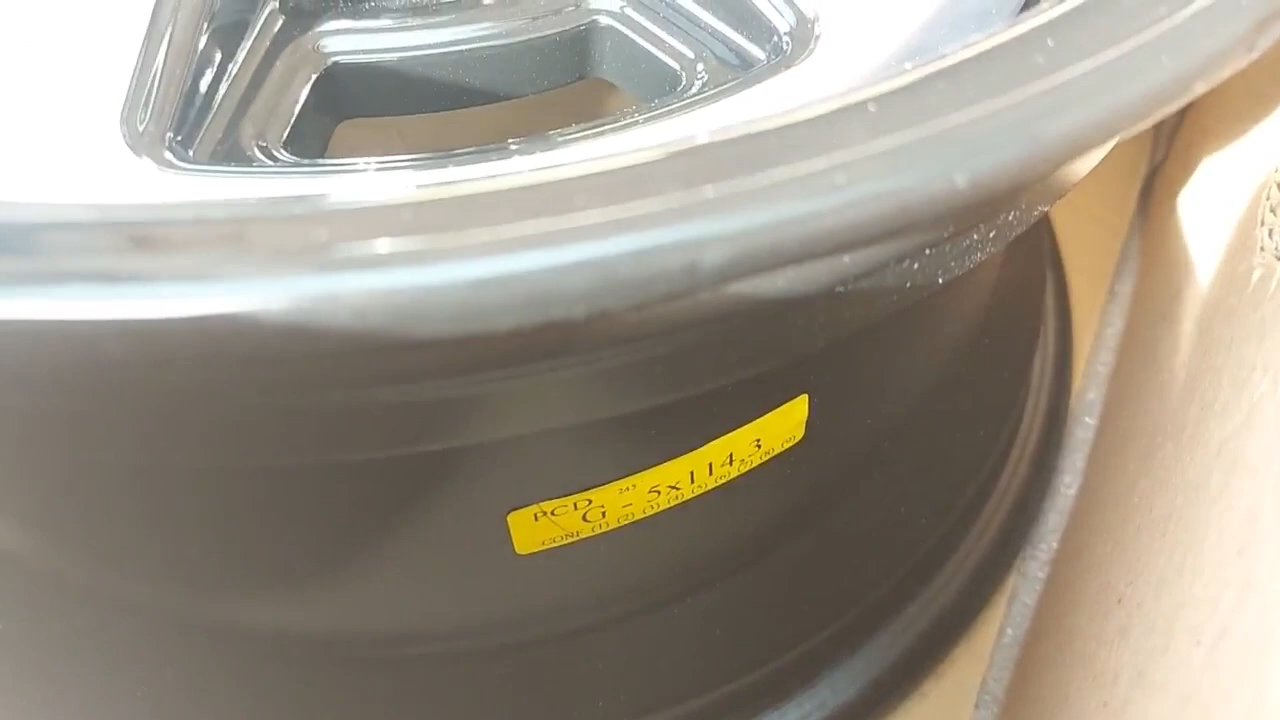 PCD 245
G - 5x114,3
CONF (1) (2) (3) (4) (5) (6) (7) (8) (9)